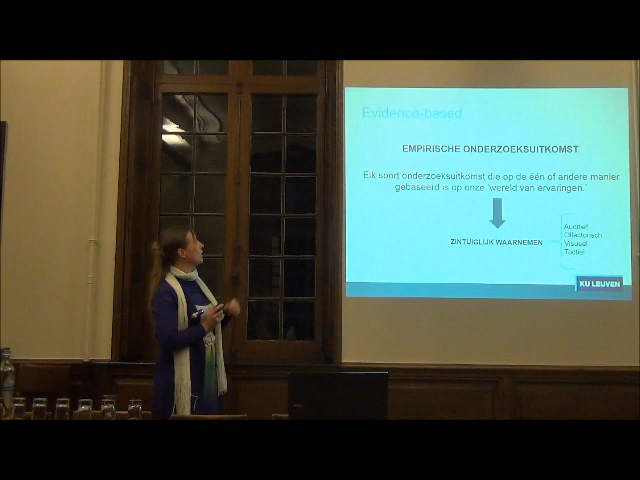 Evidence-based
EMPIRISCHE ONDERZOEKSUITKOMST
Elk soort onderzoeksuitkomst die op de één of andere manier
gebaseerd is op onze 'wereld van ervaringen.'
ZINTUIGLIJK WAARNEMEN
Auditief
Olfactorisch
Visueel
Tactiel
KU LEUVEN